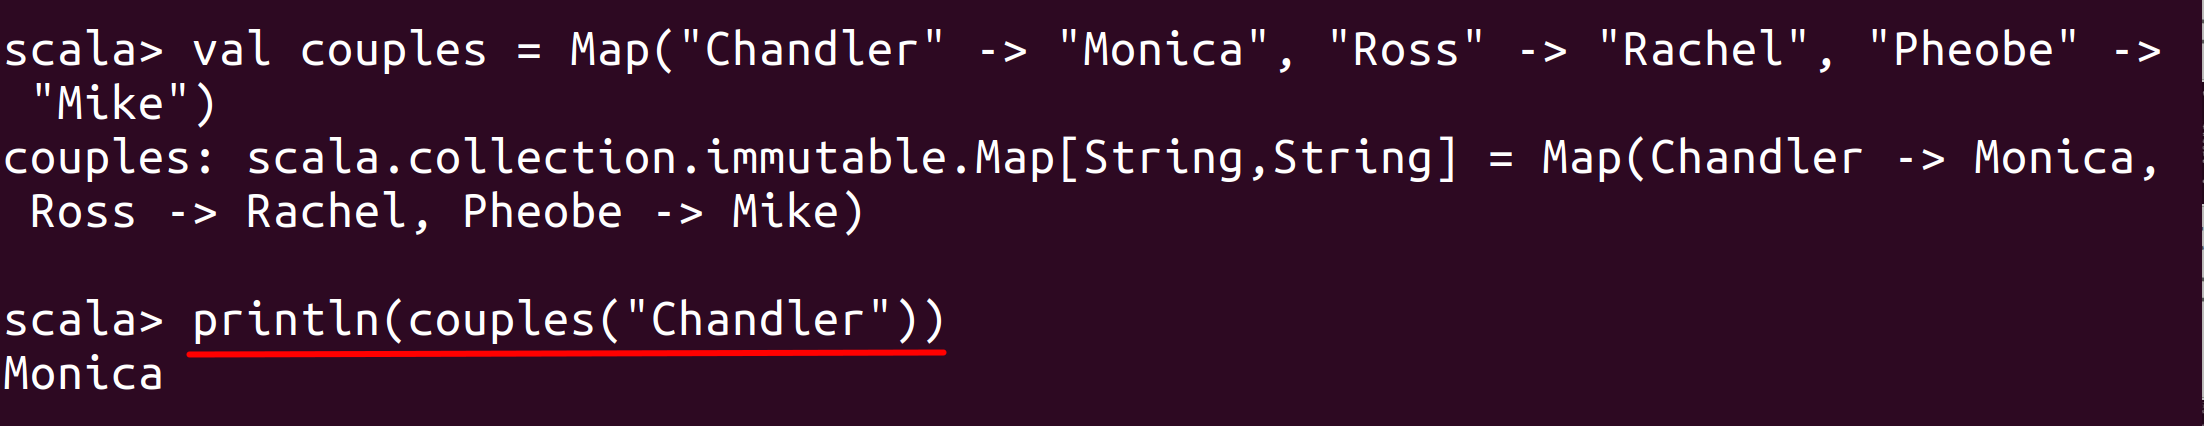 scala> val couples = Map("Chandler" -> "Monica", "Ross" -> "Rachel", "Pheobe" ->
 "Mike")
couples: scala.collection.immutable.Map[String,String] = Map(Chandler -> Monica,
 Ross -> Rachel, Pheobe -> Mike)
scala> println(couples("Chandler"))
Monica